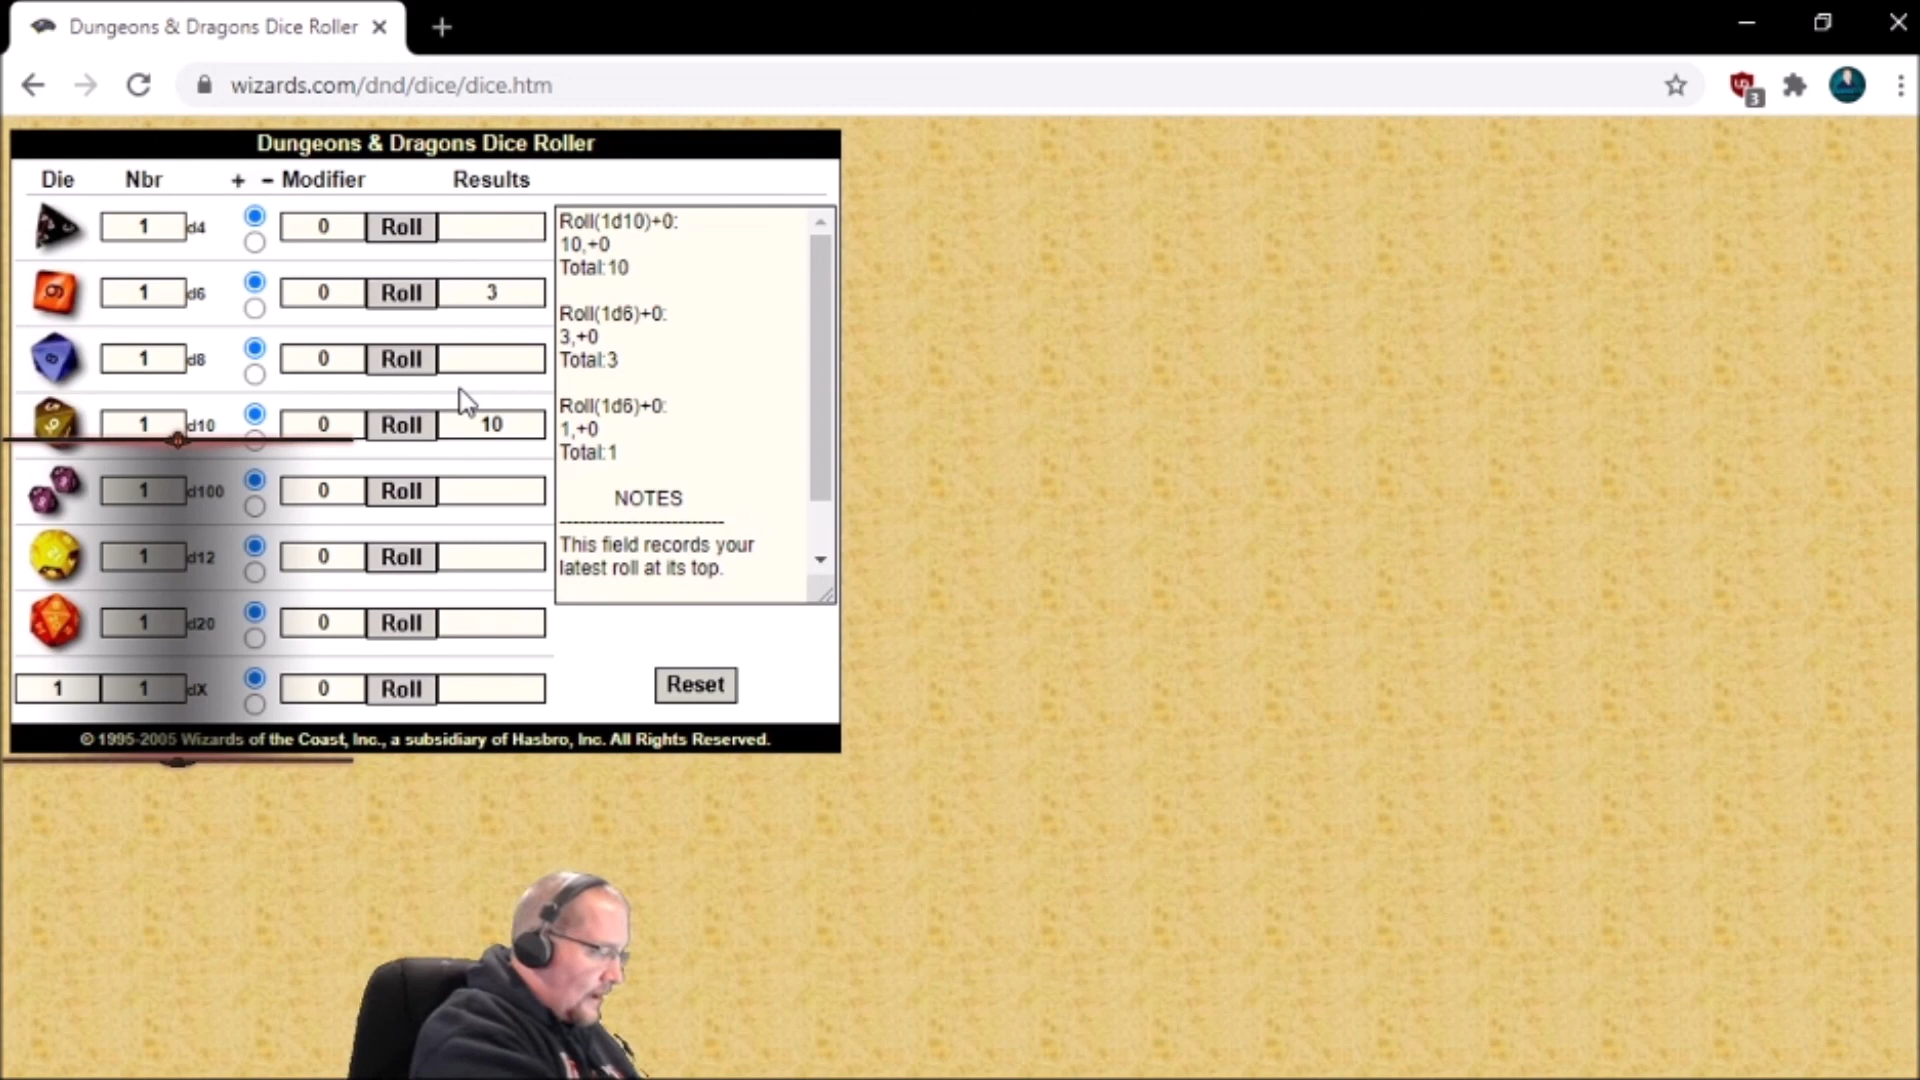 Dungeons & Dragons Dice Roller
wizards.com/dnd/dice/dice.htm
3
Dungeons & Dragons Dice Roller
Die Nbr + - Modifier Results
1 d4 0 Roll
1 d6 0 Roll 3
1 d8 0 Roll
1 d10 0 Roll 10
1 d100 0 Roll
1 d12 0 Roll
1 d20 0 Roll
1 1 dX 0 Roll
Roll(1d10)+0:
10,+0
Total:10
Roll(1d6)+0:
3,+0
Total:3
Roll(1d6)+0:
1,+0
Total:1
NOTES
-------------------------
This field records your
latest roll at its top.
Reset
© 1995-2005 Wizards of the Coast, Inc., a subsidiary of Hasbro, Inc. All Rights Reserved.